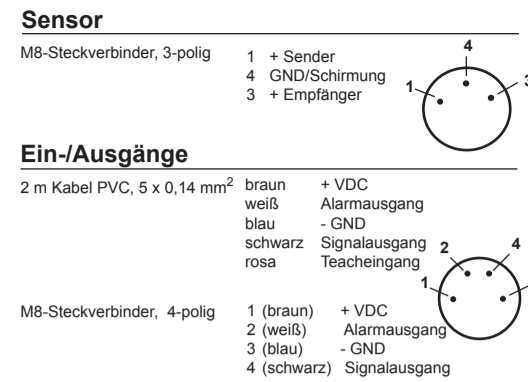 Sensor
M8-Steckverbinder, 3-polig
1 + Sender
4 GND/Schirmung
3 + Empfänger
4
1
3
Ein-/Ausgänge
2 m Kabel PVC, 5 x 0,14 mm²
braun + VDC
weiß Alarmausgang
blau - GND
schwarz Signalausgang
rosa Teacheingang
2 4
1
M8-Steckverbinder, 4-polig
1 (braun) + VDC
2 (weiß) Alarmausgang
3 (blau) - GND
4 (schwarz) Signalausgang